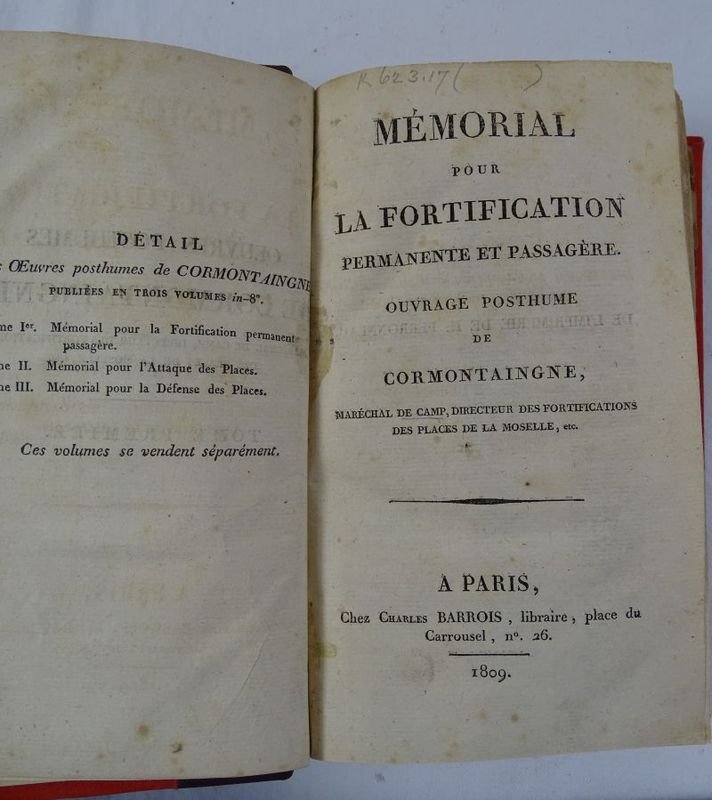 DÉTAIL
Œuvres posthumes de CORMONTAINGNE
PUBLIÉES EN TROIS VOLUMES in-8°.
Ier. Mémorial pour la Fortification permanente
passagère.
II. Mémorial pour l'Attaque des Places.
III. Mémorial pour la Défense des Places.
Ces volumes se vendent séparément.
K 623.17 ( )
MÉMORIAL
POUR
LA FORTIFICATION
PERMANENTE ET PASSAGÈRE.
OUVRAGE POSTHUME
DE
CORMONTAINGNE,
MARÉCHAL DE CAMP, DIRECTEUR DES FORTIFICATIONS
DES PLACES DE LA MOSELLE, etc.
A PARIS,
Chez CHARLES BARROIS, libraire, place du
Carrousel, n°. 26.
1809.